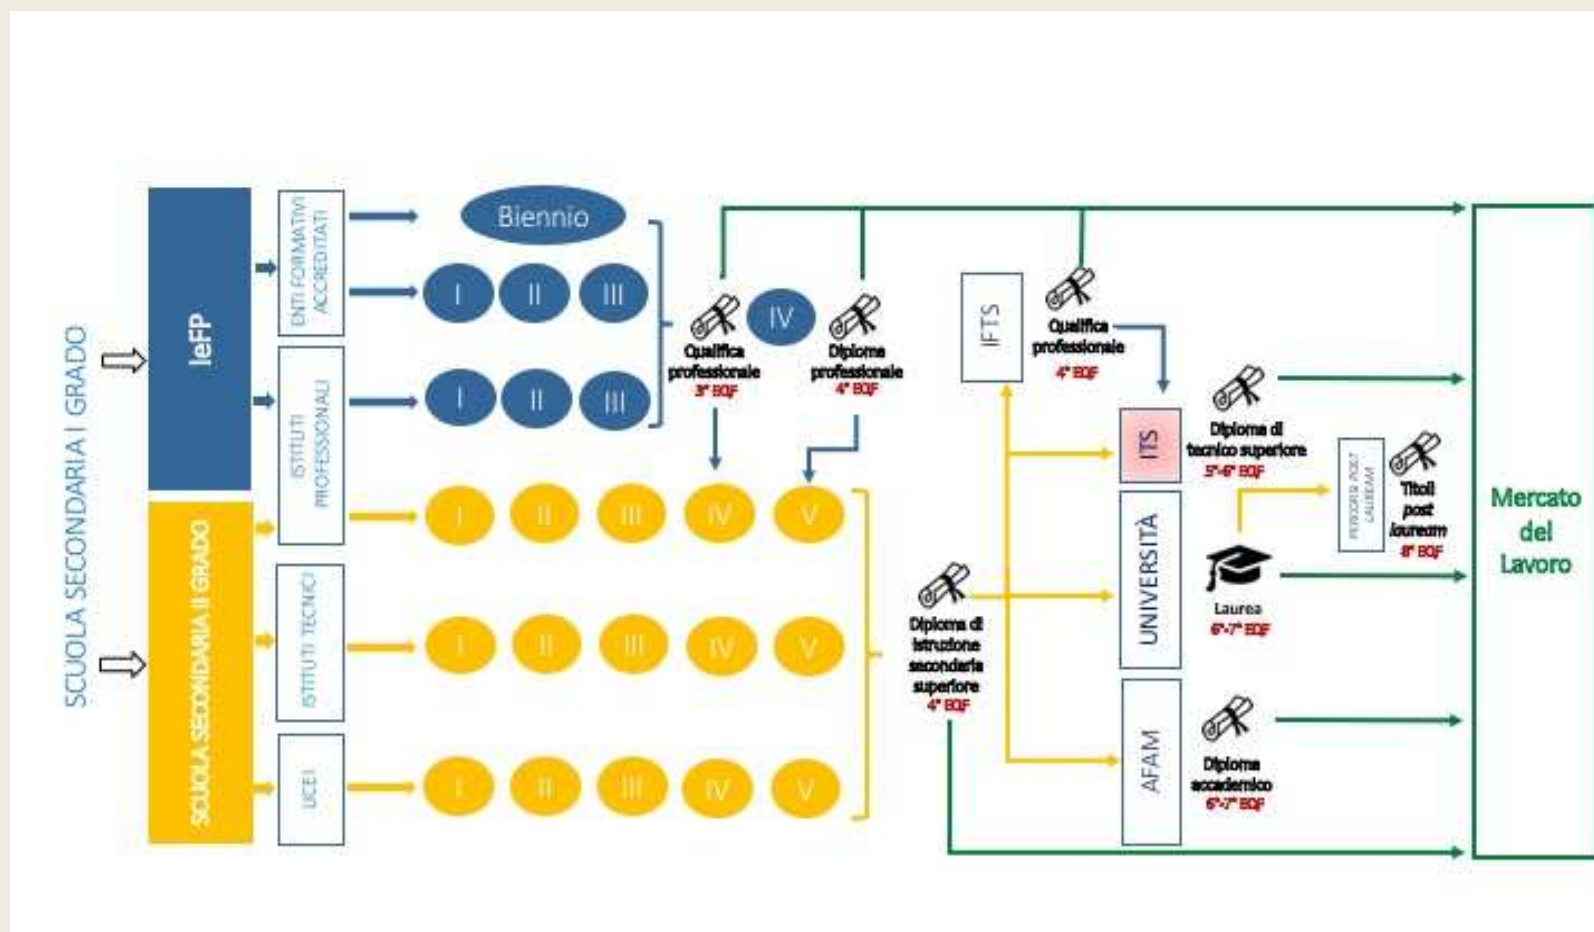 SCUOLA SECONDARIA I GRADO
IeFP
SCUOLA SECONDARIA II GRADO
ENTI FORMATIVI
ACCREDITATI
ISTITUTI
PROFESSIONALI
ISTITUTI TECNICI
LICEI
Biennio
I II III
I II III
I II III IV V
I II III IV V
I II III IV V
Qualifica
professionale
3° EQF
IV
Diploma
professionale
4° EQF
Diploma di
istruzione
secondaria
superiore
4° EQF
IFTS
Qualifica
professionale
4° EQF
ITS
Diploma di
tecnico superiore
5°-6° EQF
UNIVERSITÀ
Laurea
6°-7° EQF
PERCORSI POST
LAUREAM
Titoli
post
lauream
8° EQF
AFAM
Diploma
accademico
6°-7° EQF
Mercato
del
Lavoro